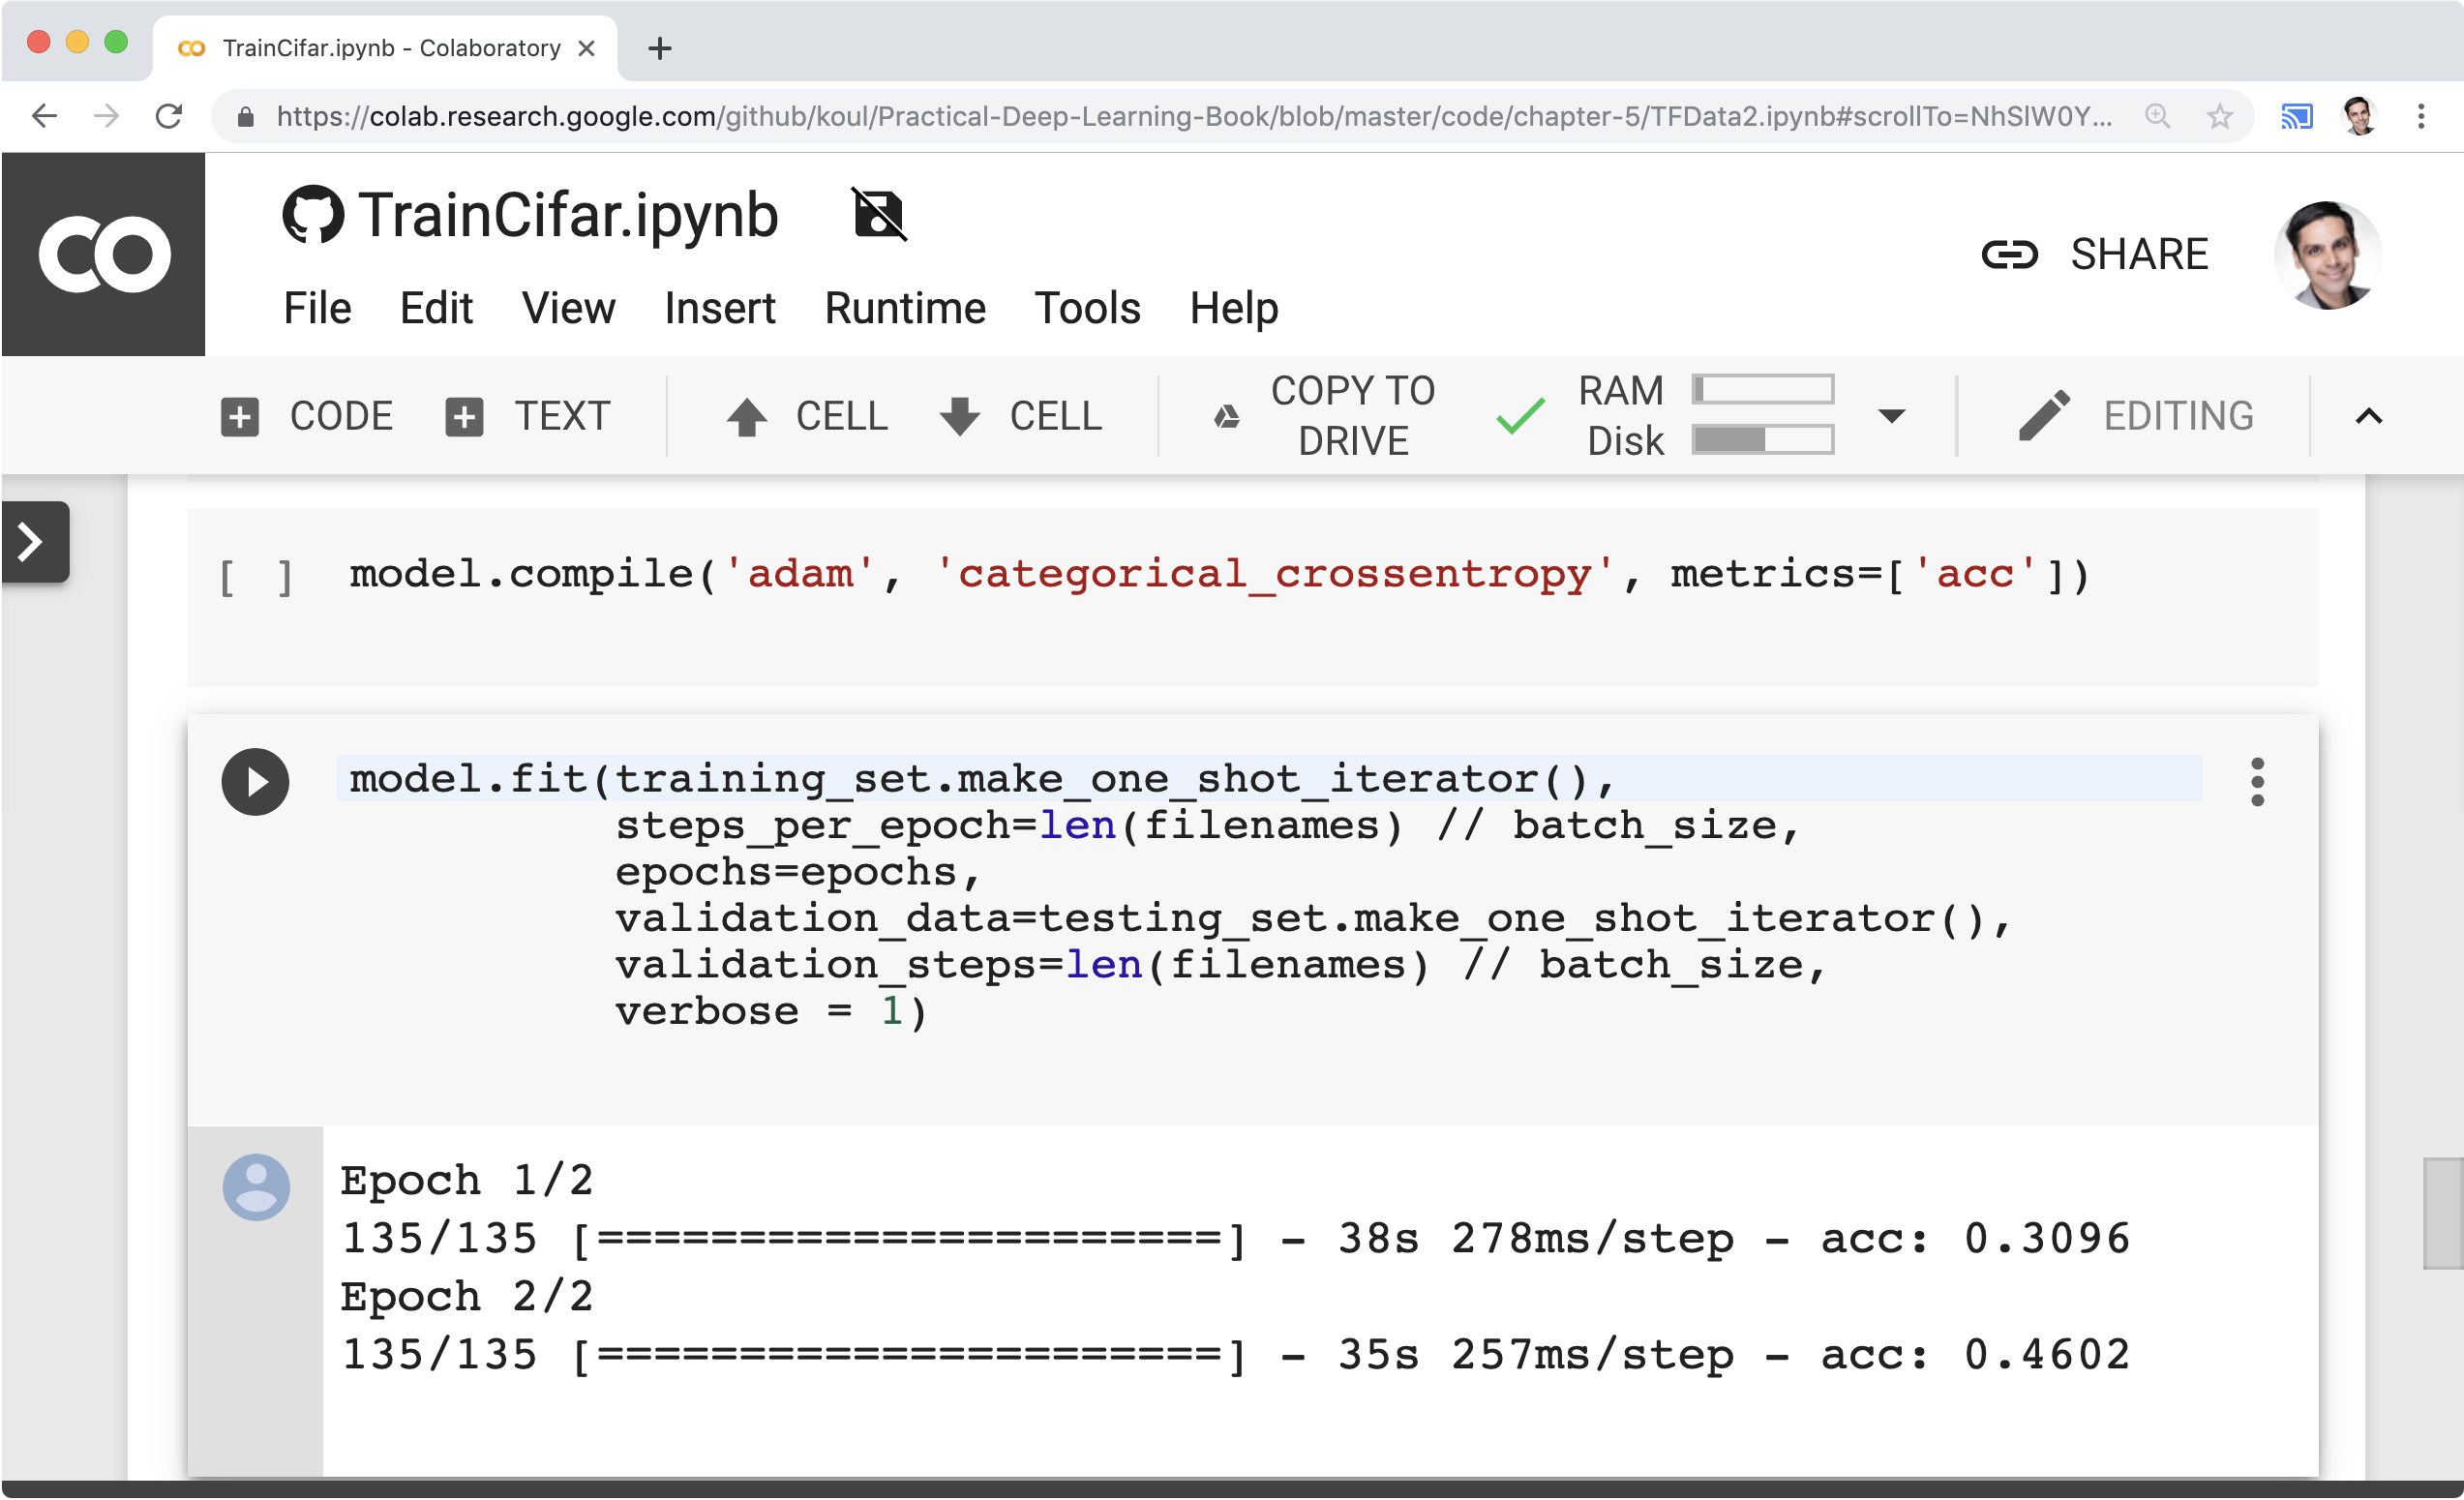 TrainCifar.ipynb - Colaboratory
https://colab.research.google.com/github/koul/Practical-Deep-Learning-Book/blob/master/code/chapter-5/TFData2.ipynb#scrollTo=NhSlW0Y...
CO
TrainCifar.ipynb
SHARE
File Edit View Insert Runtime Tools Help
CODE TEXT CELL CELL COPY TO DRIVE RAM Disk EDITING
[ ] model.compile('adam', 'categorical_crossentropy', metrics=['acc'])
model.fit(training_set.make_one_shot_iterator(),
steps_per_epoch=len(filenames) // batch_size,
epochs=epochs,
validation_data=testing_set.make_one_shot_iterator(),
validation_steps=len(filenames) // batch_size,
verbose = 1)
Epoch 1/2
135/135 [======================] - 38s 278ms/step - acc: 0.3096
Epoch 2/2
135/135 [======================] - 35s 257ms/step - acc: 0.4602